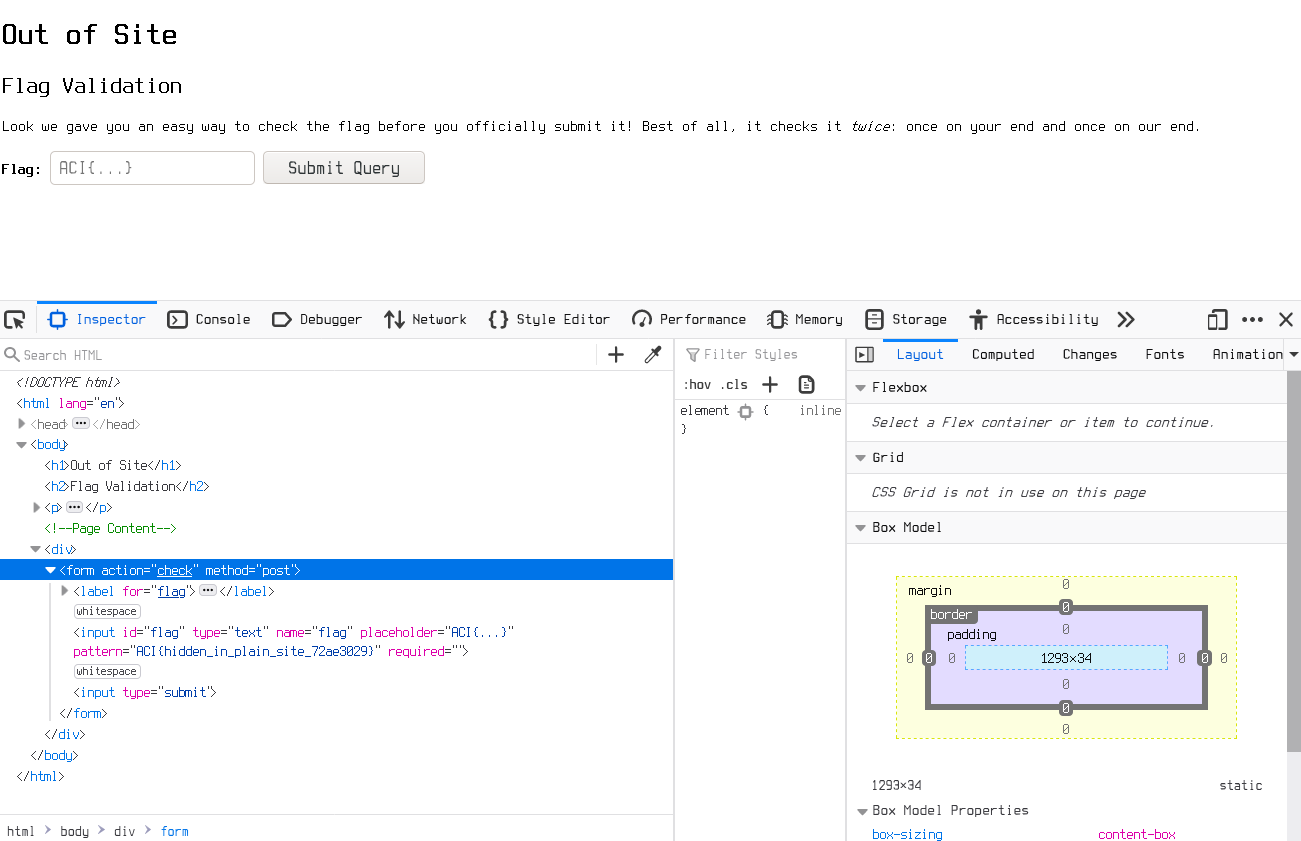 Out of Site
Flag Validation
Look we gave you an easy way to check the flag before you officially submit it! Best of all, it checks it twice: once on your end and once on our end.
Flag: ACI{...} Submit Query
Inspector Console Debugger Network Style Editor Performance Memory Storage Accessibility
Search HTML
<!DOCTYPE html>
<html lang="en">
<head> ••• </head>
<body>
<h1>Out of Site</h1>
<h2>Flag Validation</h2>
<p> ••• </p>
<!--Page Content-->
<div>
<form action="check" method="post">
<label for="flag"> ••• </label>
whitespace
<input id="flag" type="text" name="flag" placeholder="ACI{...}"
pattern="ACI{hidden_in_plain_site_72ae3029}" required="">
whitespace
<input type="submit">
</form>
</div>
</body>
</html>
html > body > div > form
Filter Styles
:hov .cls
element { inline
}
Layout Computed Changes Fonts Animation
Flexbox
Select a Flex container or item to continue.
Grid
CSS Grid is not in use on this page
Box Model
margin 0
border 0
padding 0
0 0 0 1293×34 0 0 0
0
0
0
1293×34 static
Box Model Properties
box-sizing content-box